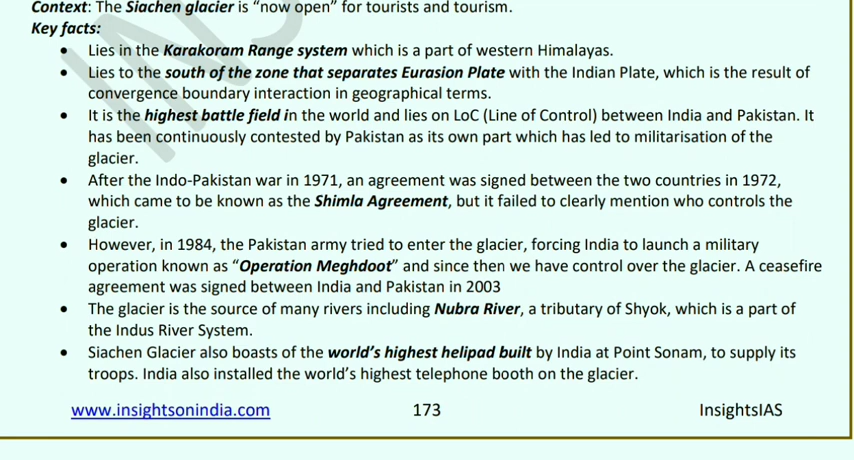 Context: The Siachen glacier is “now open” for tourists and tourism.
Key facts:
• Lies in the Karakoram Range system which is a part of western Himalayas.
• Lies to the south of the zone that separates Eurasion Plate with the Indian Plate, which is the result of
convergence boundary interaction in geographical terms.
• It is the highest battle field in the world and lies on LoC (Line of Control) between India and Pakistan. It
has been continuously contested by Pakistan as its own part which has led to militarisation of the
glacier.
• After the Indo-Pakistan war in 1971, an agreement was signed between the two countries in 1972,
which came to be known as the Shimla Agreement, but it failed to clearly mention who controls the
glacier.
• However, in 1984, the Pakistan army tried to enter the glacier, forcing India to launch a military
operation known as “Operation Meghdoot” and since then we have control over the glacier. A ceasefire
agreement was signed between India and Pakistan in 2003
• The glacier is the source of many rivers including Nubra River, a tributary of Shyok, which is a part of
the Indus River System.
• Siachen Glacier also boasts of the world’s highest helipad built by India at Point Sonam, to supply its
troops. India also installed the world’s highest telephone booth on the glacier.
www.insightsonindia.com 173 InsightsIAS